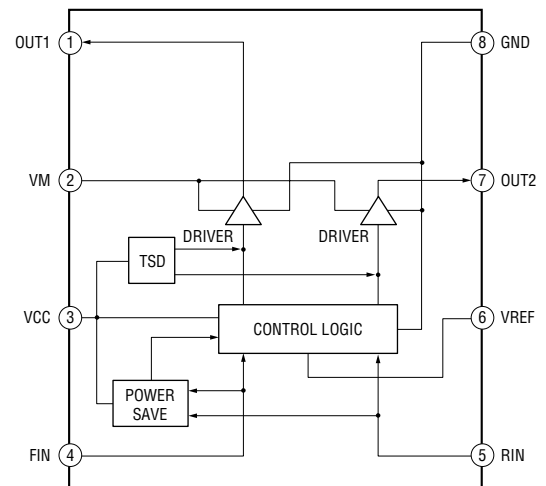 OUT1 1 8 GND
VM 2 7 OUT2
DRIVER DRIVER
TSD
VCC 3 CONTROL LOGIC 6 VREF
POWER
SAVE
FIN 4 5 RIN